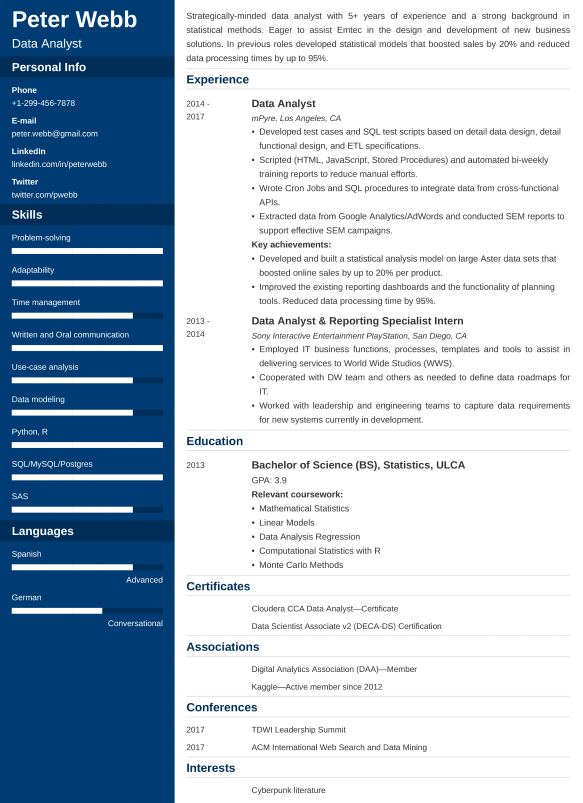 Peter Webb
Data Analyst
Personal Info
Phone
+1-299-456-7878
E-mail
peter.webb@gmail.com
LinkedIn
linkedin.com/in/peterwebb
Twitter
twitter.com/pwebb
Skills
Problem-solving
Adaptability
Time management
Written and Oral communication
Use-case analysis
Data modeling
Python, R
SQL/MySQL/Postgres
SAS
Languages
Spanish
Advanced
German
Conversational
Strategically-minded data analyst with 5+ years of experience and a strong background in
statistical methods. Eager to assist Emtec in the design and development of new business
solutions. In previous roles developed statistical models that boosted sales by 20% and reduced
data processing times by up to 95%.
Experience
2014 -
2017
Data Analyst
mPyre, Los Angeles, CA
• Developed test cases and SQL test scripts based on detail data design, detail
functional design, and ETL specifications.
• Scripted (HTML, JavaScript, Stored Procedures) and automated bi-weekly
training reports to reduce manual efforts.
• Wrote Cron Jobs and SQL procedures to integrate data from cross-functional
APIs.
• Extracted data from Google Analytics/AdWords and conducted SEM reports to
support effective SEM campaigns.
Key achievements:
• Developed and built a statistical analysis model on large Aster data sets that
boosted online sales by up to 20% per product.
• Improved the existing reporting dashboards and the functionality of planning
tools. Reduced data processing time by 95%.
2013 -
2014
Data Analyst & Reporting Specialist Intern
Sony Interactive Entertainment PlayStation, San Diego, CA
• Employed IT business functions, processes, templates and tools to assist in
delivering services to World Wide Studios (WWS).
• Cooperated with DW team and others as needed to define data roadmaps for
IT.
• Worked with leadership and engineering teams to capture data requirements
for new systems currently in development.
Education
2013
Bachelor of Science (BS), Statistics, ULCA
GPA: 3.9
Relevant coursework:
• Mathematical Statistics
• Linear Models
• Data Analysis Regression
• Computational Statistics with R
• Monte Carlo Methods
Certificates
Cloudera CCA Data Analyst—Certificate
Data Scientist Associate v2 (DECA-DS) Certification
Associations
Digital Analytics Association (DAA)—Member
Kaggle—Active member since 2012
Conferences
2017 TDWI Leadership Summit
2017 ACM International Web Search and Data Mining
Interests
Cyberpunk literature